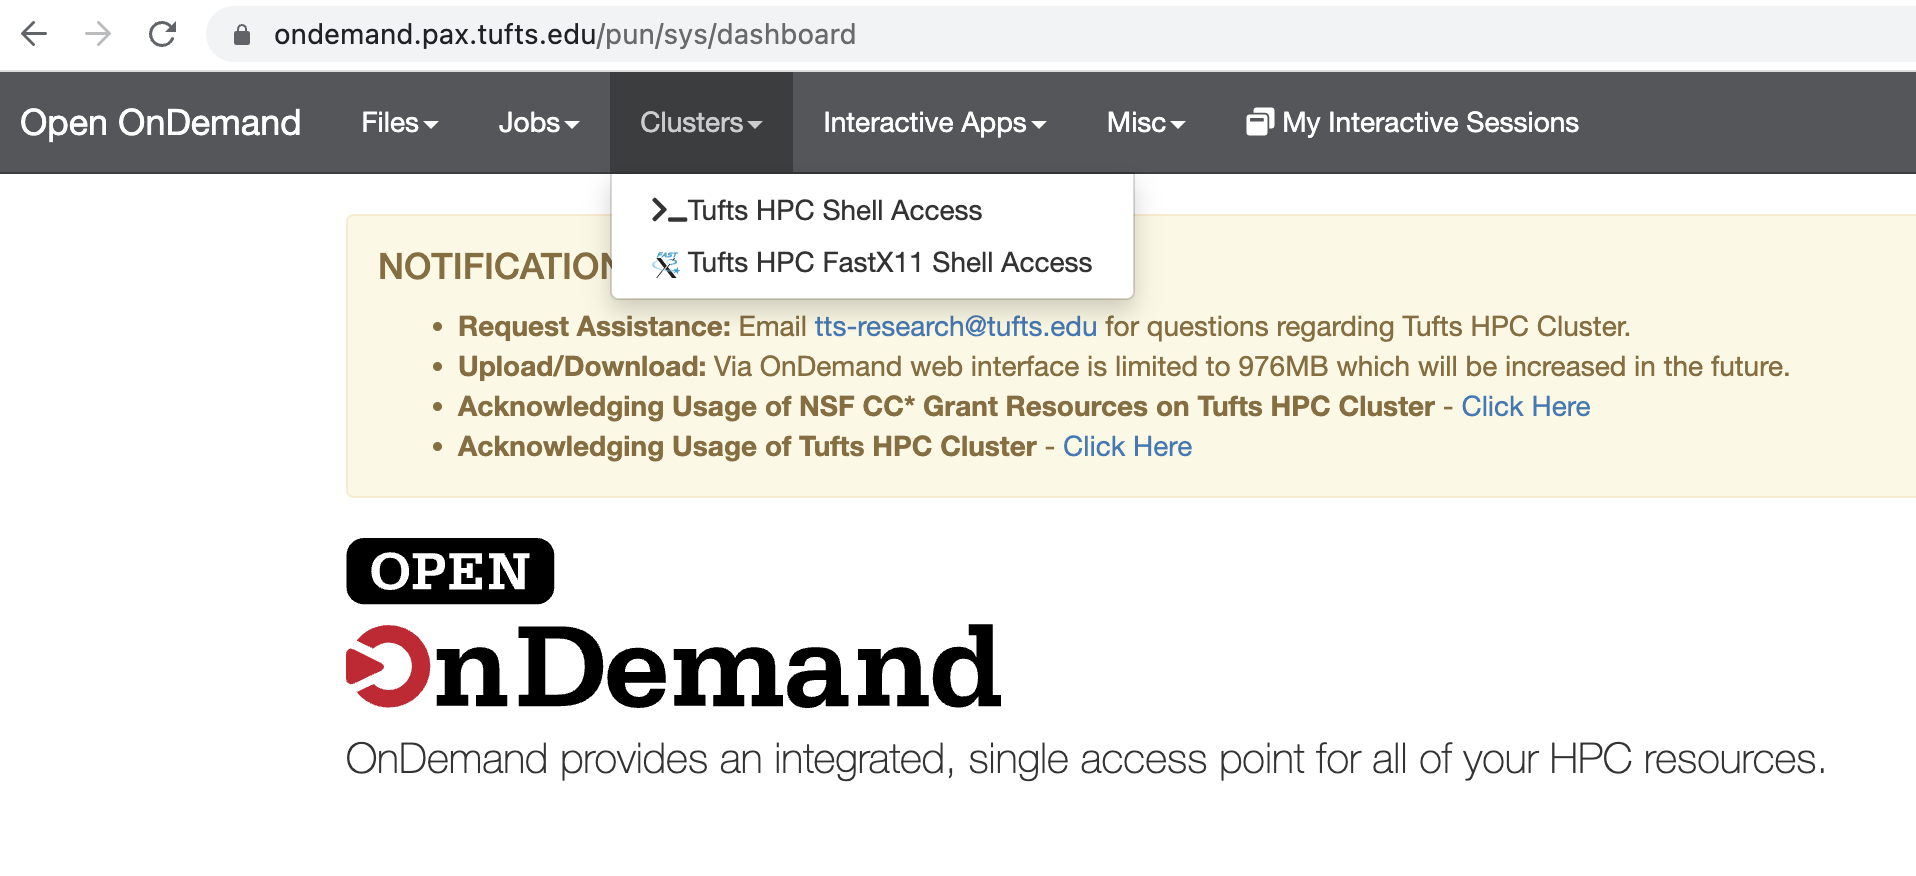 ondemand.pax.tufts.edu/pun/sys/dashboard
Open OnDemand Files Jobs Clusters Interactive Apps Misc My Interactive Sessions
>_Tufts HPC Shell Access
FAST X Tufts HPC FastX11 Shell Access
NOTIFICATION
• Request Assistance: Email tts-research@tufts.edu for questions regarding Tufts HPC Cluster.
• Upload/Download: Via OnDemand web interface is limited to 976MB which will be increased in the future.
• Acknowledging Usage of NSF CC* Grant Resources on Tufts HPC Cluster - Click Here
• Acknowledging Usage of Tufts HPC Cluster - Click Here
OPEN
OnDemand
OnDemand provides an integrated, single access point for all of your HPC resources.